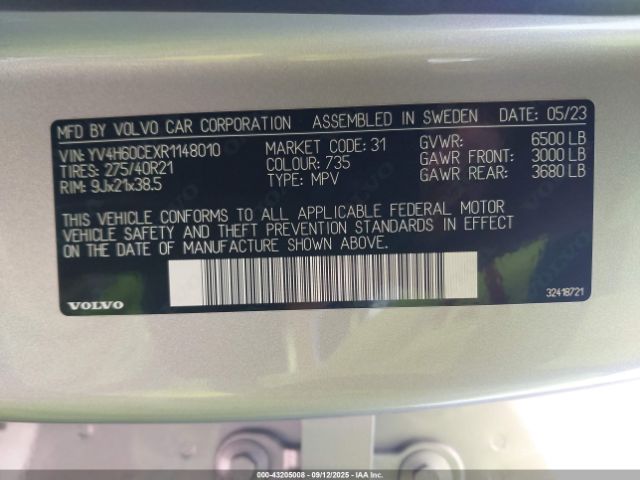 MFD BY VOLVO CAR CORPORATION ASSEMBLED IN SWEDEN DATE: 05/23
VIN: YV4H60CEXR1148010 MARKET CODE: 31 GVWR: 6500 LB
TIRES: 275/40R21 COLOUR: 735 GAWR FRONT: 3000 LB
RIM: 9Jx21x38.5 TYPE: MPV GAWR REAR: 3680 LB
THIS VEHICLE CONFORMS TO ALL APPLICABLE FEDERAL MOTOR
VEHICLE SAFETY AND THEFT PREVENTION STANDARDS IN EFFECT
ON THE DATE OF MANUFACTURE SHOWN ABOVE.
VOLVO 32418721
000-43205008 - 09/12/2025 - IAAI.COM